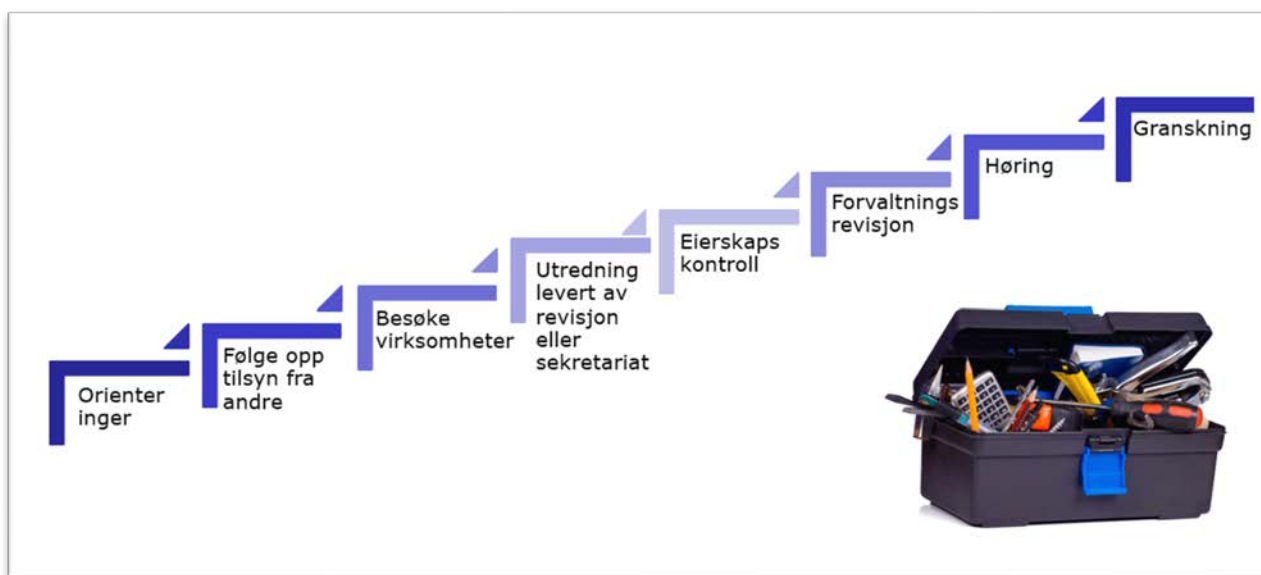 Orienter
inger
Følge opp
tilsyn fra
andre
Besøke
virksomheter
Utredning
levert av
revisjon
eller
sekretariat
Eierskaps
kontroll
Forvaltnings
revisjon
Høring
Granskning